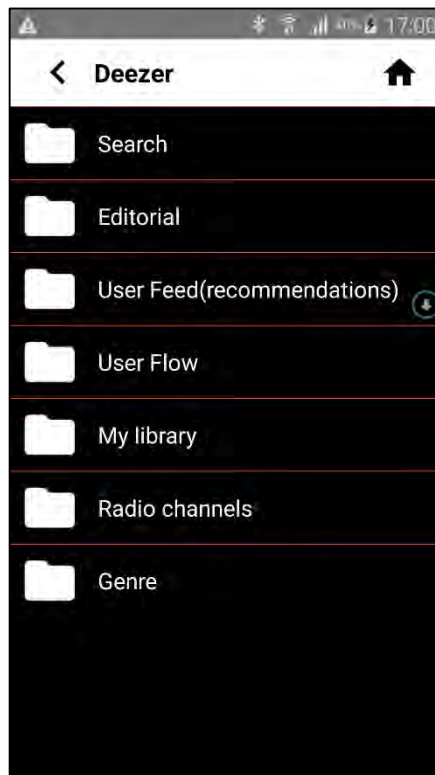 17:00
Deezer
Search
Editorial
User Feed(recommendations)
User Flow
My library
Radio channels
Genre